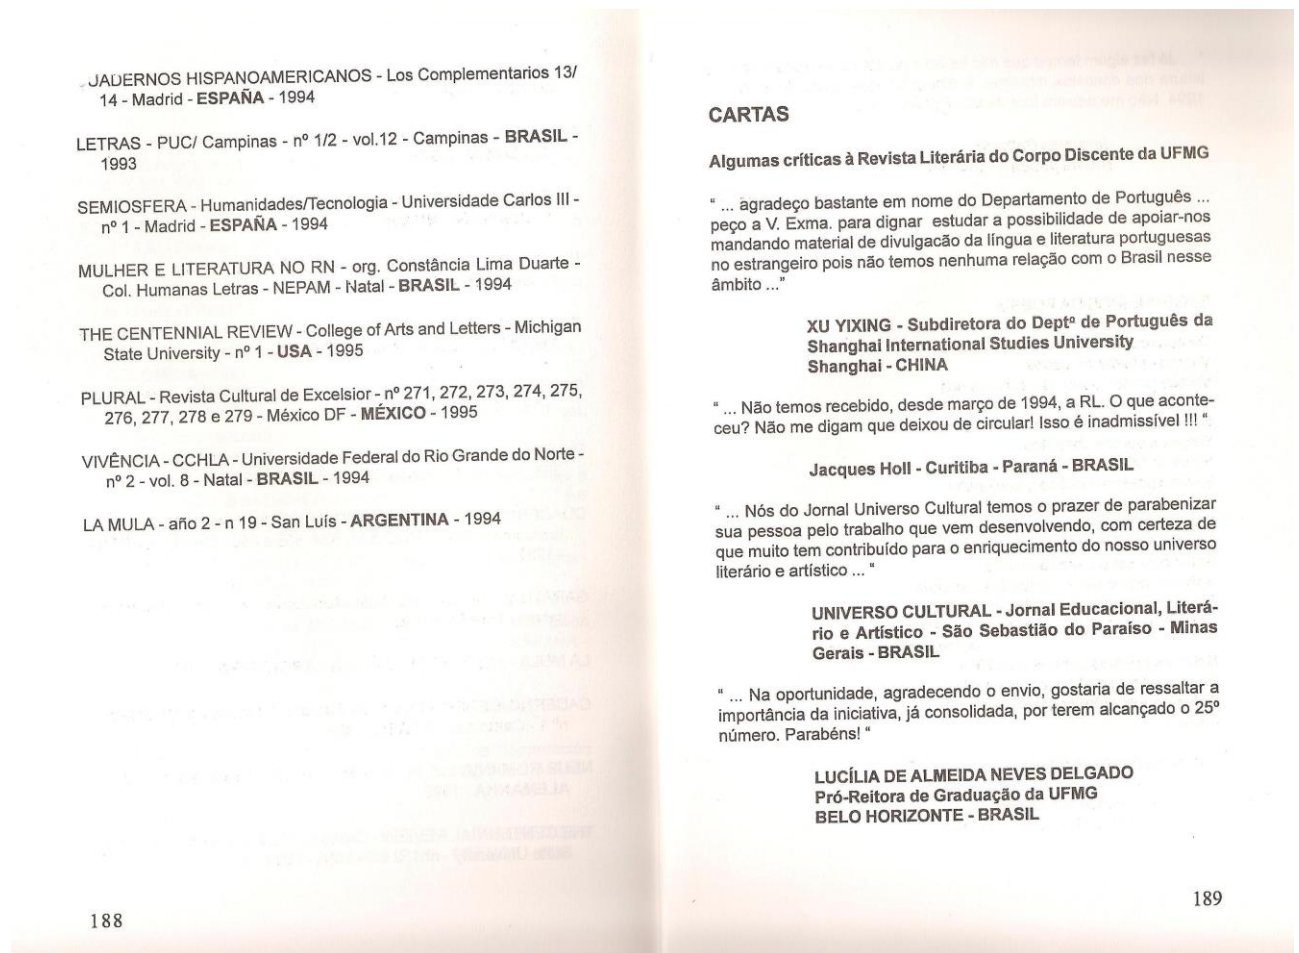 JADERNOS HISPANOAMERICANOS - Los Complementarios 13/
14 - Madrid - ESPAÑA - 1994
LETRAS - PUC/ Campinas - nº 1/2 - vol.12 - Campinas - BRASIL -
1993
SEMIOSFERA - Humanidades/Tecnologia - Universidade Carlos III -
nº 1 - Madrid - ESPAÑA - 1994
MULHER E LITERATURA NO RN - org. Constância Lima Duarte -
Col. Humanas Letras - NEPAM - Natal - BRASIL - 1994
THE CENTENNIAL REVIEW - College of Arts and Letters - Michigan
State University - nº 1 - USA - 1995
PLURAL - Revista Cultural de Excelsior - nº 271, 272, 273, 274, 275,
276, 277, 278 e 279 - México DF - MÉXICO - 1995
VIVÊNCIA - CCHLA - Universidade Federal do Rio Grande do Norte -
nº 2 - vol. 8 - Natal - BRASIL - 1994
LA MULA - año 2 - n 19 - San Luís - ARGENTINA - 1994
188
CARTAS
Algumas críticas à Revista Literária do Corpo Discente da UFMG
“ ... agradeço bastante em nome do Departamento de Português ...
peço a V. Exma. para dignar estudar a possibilidade de apoiar-nos
mandando material de divulgacão da língua e literatura portuguesas
no estrangeiro pois não temos nenhuma relação com o Brasil nesse
âmbito ...”
XU YIXING - Subdiretora do Deptº de Português da
Shanghai International Studies University
Shanghai - CHINA
“ ... Não temos recebido, desde março de 1994, a RL. O que aconte-
ceu? Não me digam que deixou de circular! Isso é inadmissível !!! “
Jacques Holl - Curitiba - Paraná - BRASIL
“ ... Nós do Jornal Universo Cultural temos o prazer de parabenizar
sua pessoa pelo trabalho que vem desenvolvendo, com certeza de
que muito tem contribuído para o enriquecimento do nosso universo
literário e artístico ... “
UNIVERSO CULTURAL - Jornal Educacional, Literá-
rio e Artístico - São Sebastião do Paraíso - Minas
Gerais - BRASIL
“ ... Na oportunidade, agradecendo o envio, gostaria de ressaltar a
importância da iniciativa, já consolidada, por terem alcançado o 25º
número. Parabéns! “
LUCÍLIA DE ALMEIDA NEVES DELGADO
Pró-Reitora de Graduação da UFMG
BELO HORIZONTE - BRASIL
189